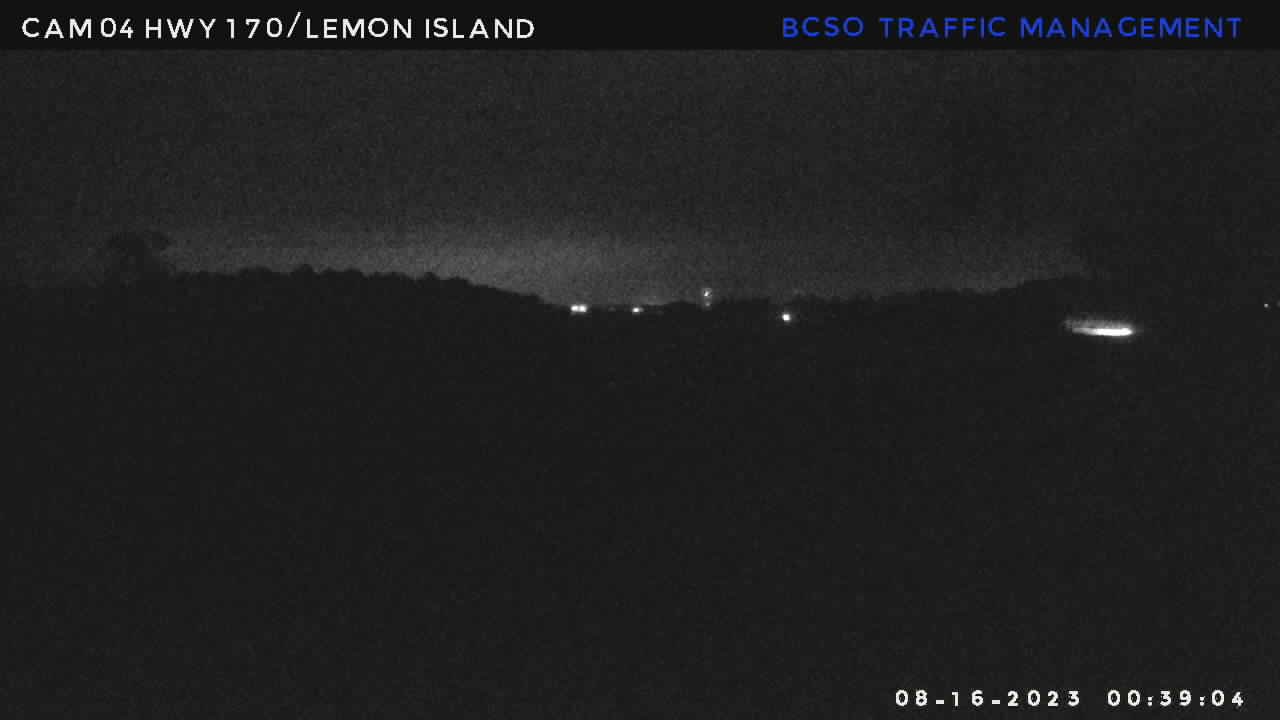 CAM04 HWY 170/LEMON ISLAND
BCSO TRAFFIC MANAGEMENT
08-16-2023 00:39:04